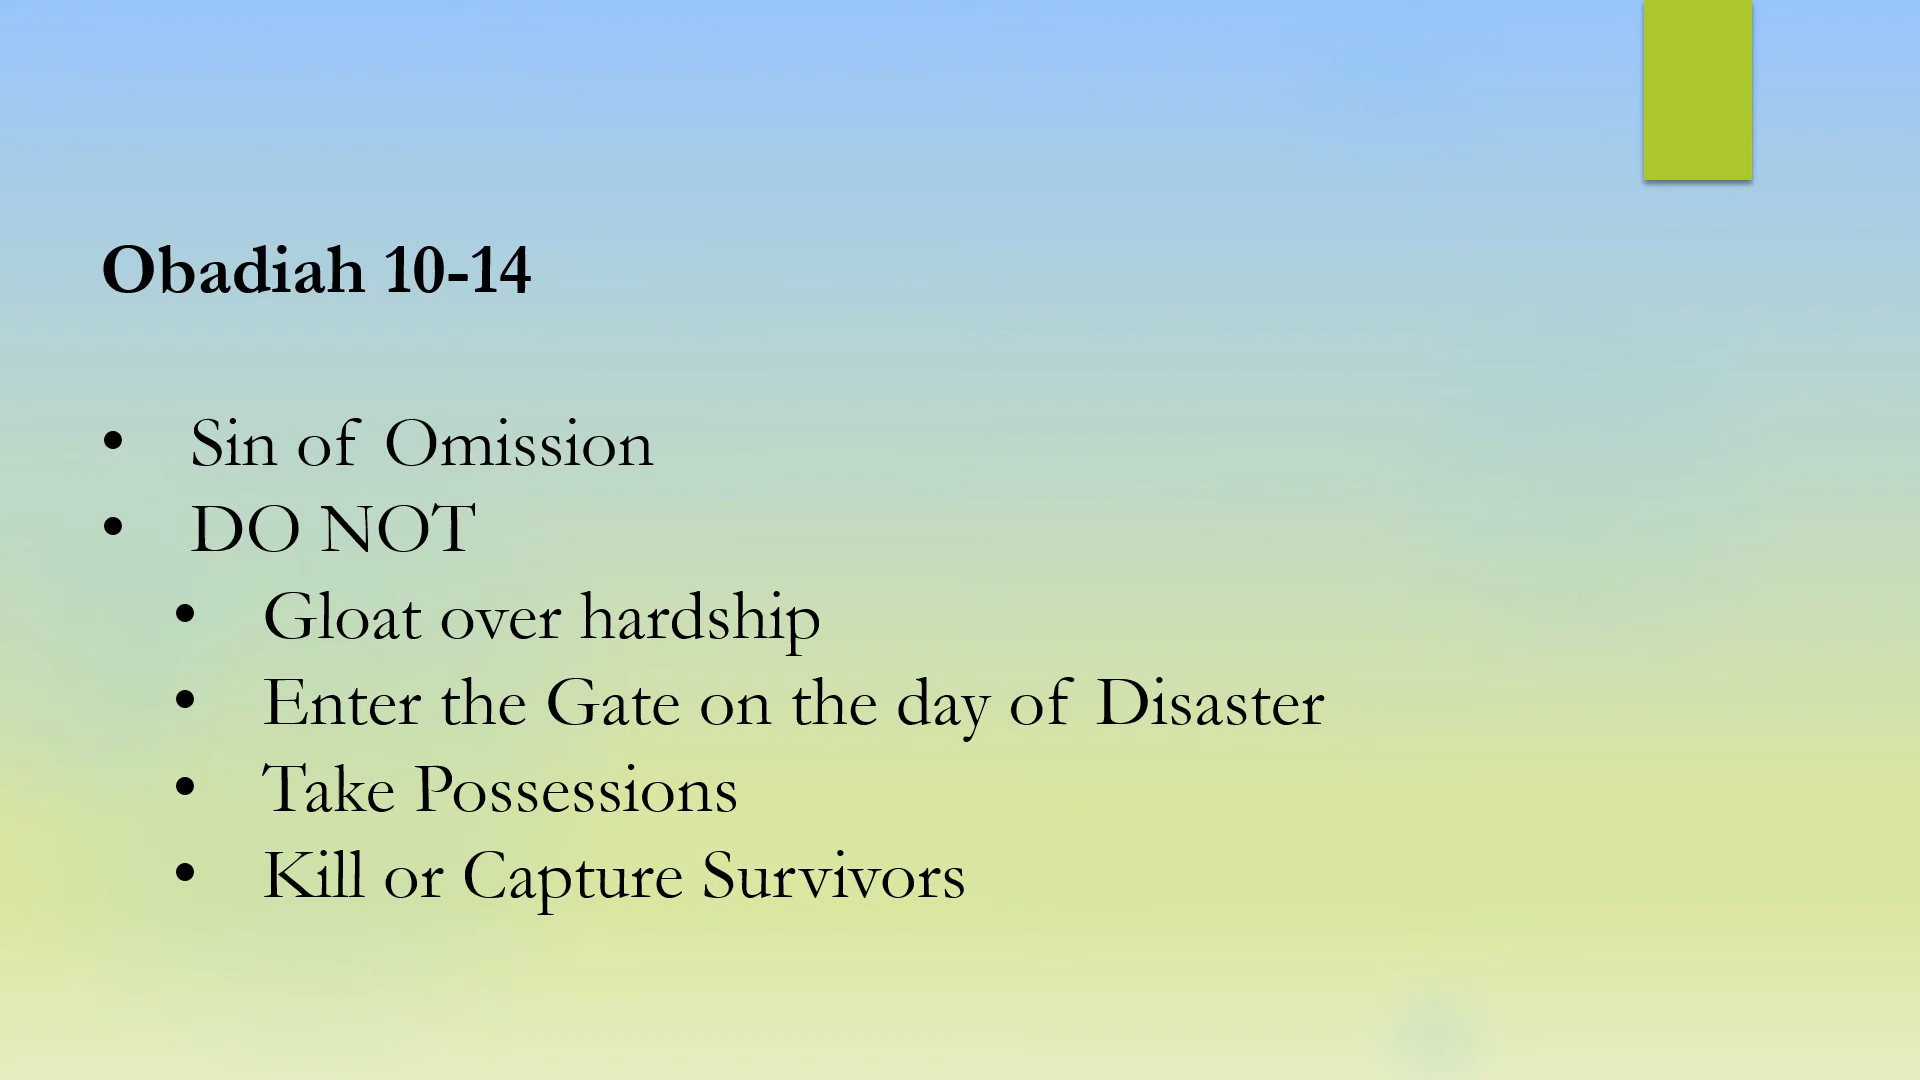 Obadiah 10-14
• Sin of Omission
• DO NOT
• Gloat over hardship
• Enter the Gate on the day of Disaster
• Take Possessions
• Kill or Capture Survivors